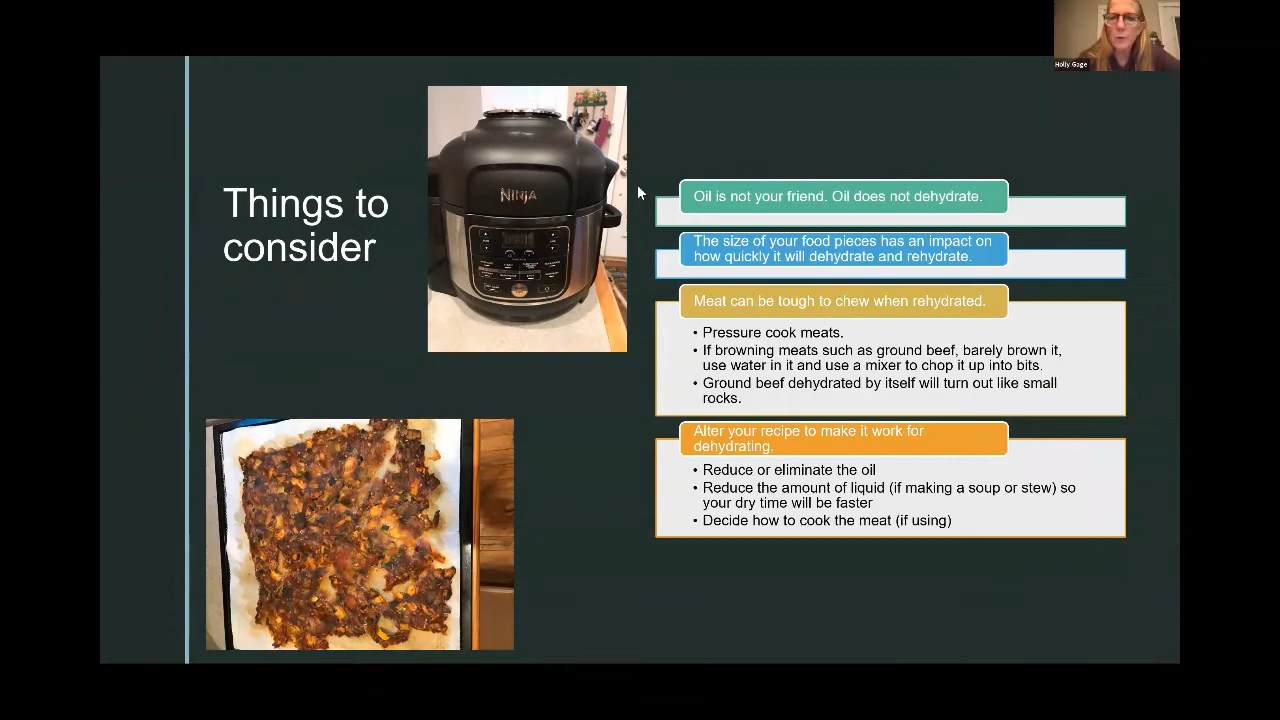 Holly Gage
Things to
consider
NINJA
Oil is not your friend. Oil does not dehydrate.
The size of your food pieces has an impact on
how quickly it will dehydrate and rehydrate.
Meat can be tough to chew when rehydrated.
• Pressure cook meats.
• If browning meats such as ground beef, barely brown it,
use water in it and use a mixer to chop it up into bits.
• Ground beef dehydrated by itself will turn out like small
rocks.
Alter your recipe to make it work for
dehydrating.
• Reduce or eliminate the oil
• Reduce the amount of liquid (if making a soup or stew) so
your dry time will be faster
• Decide how to cook the meat (if using)